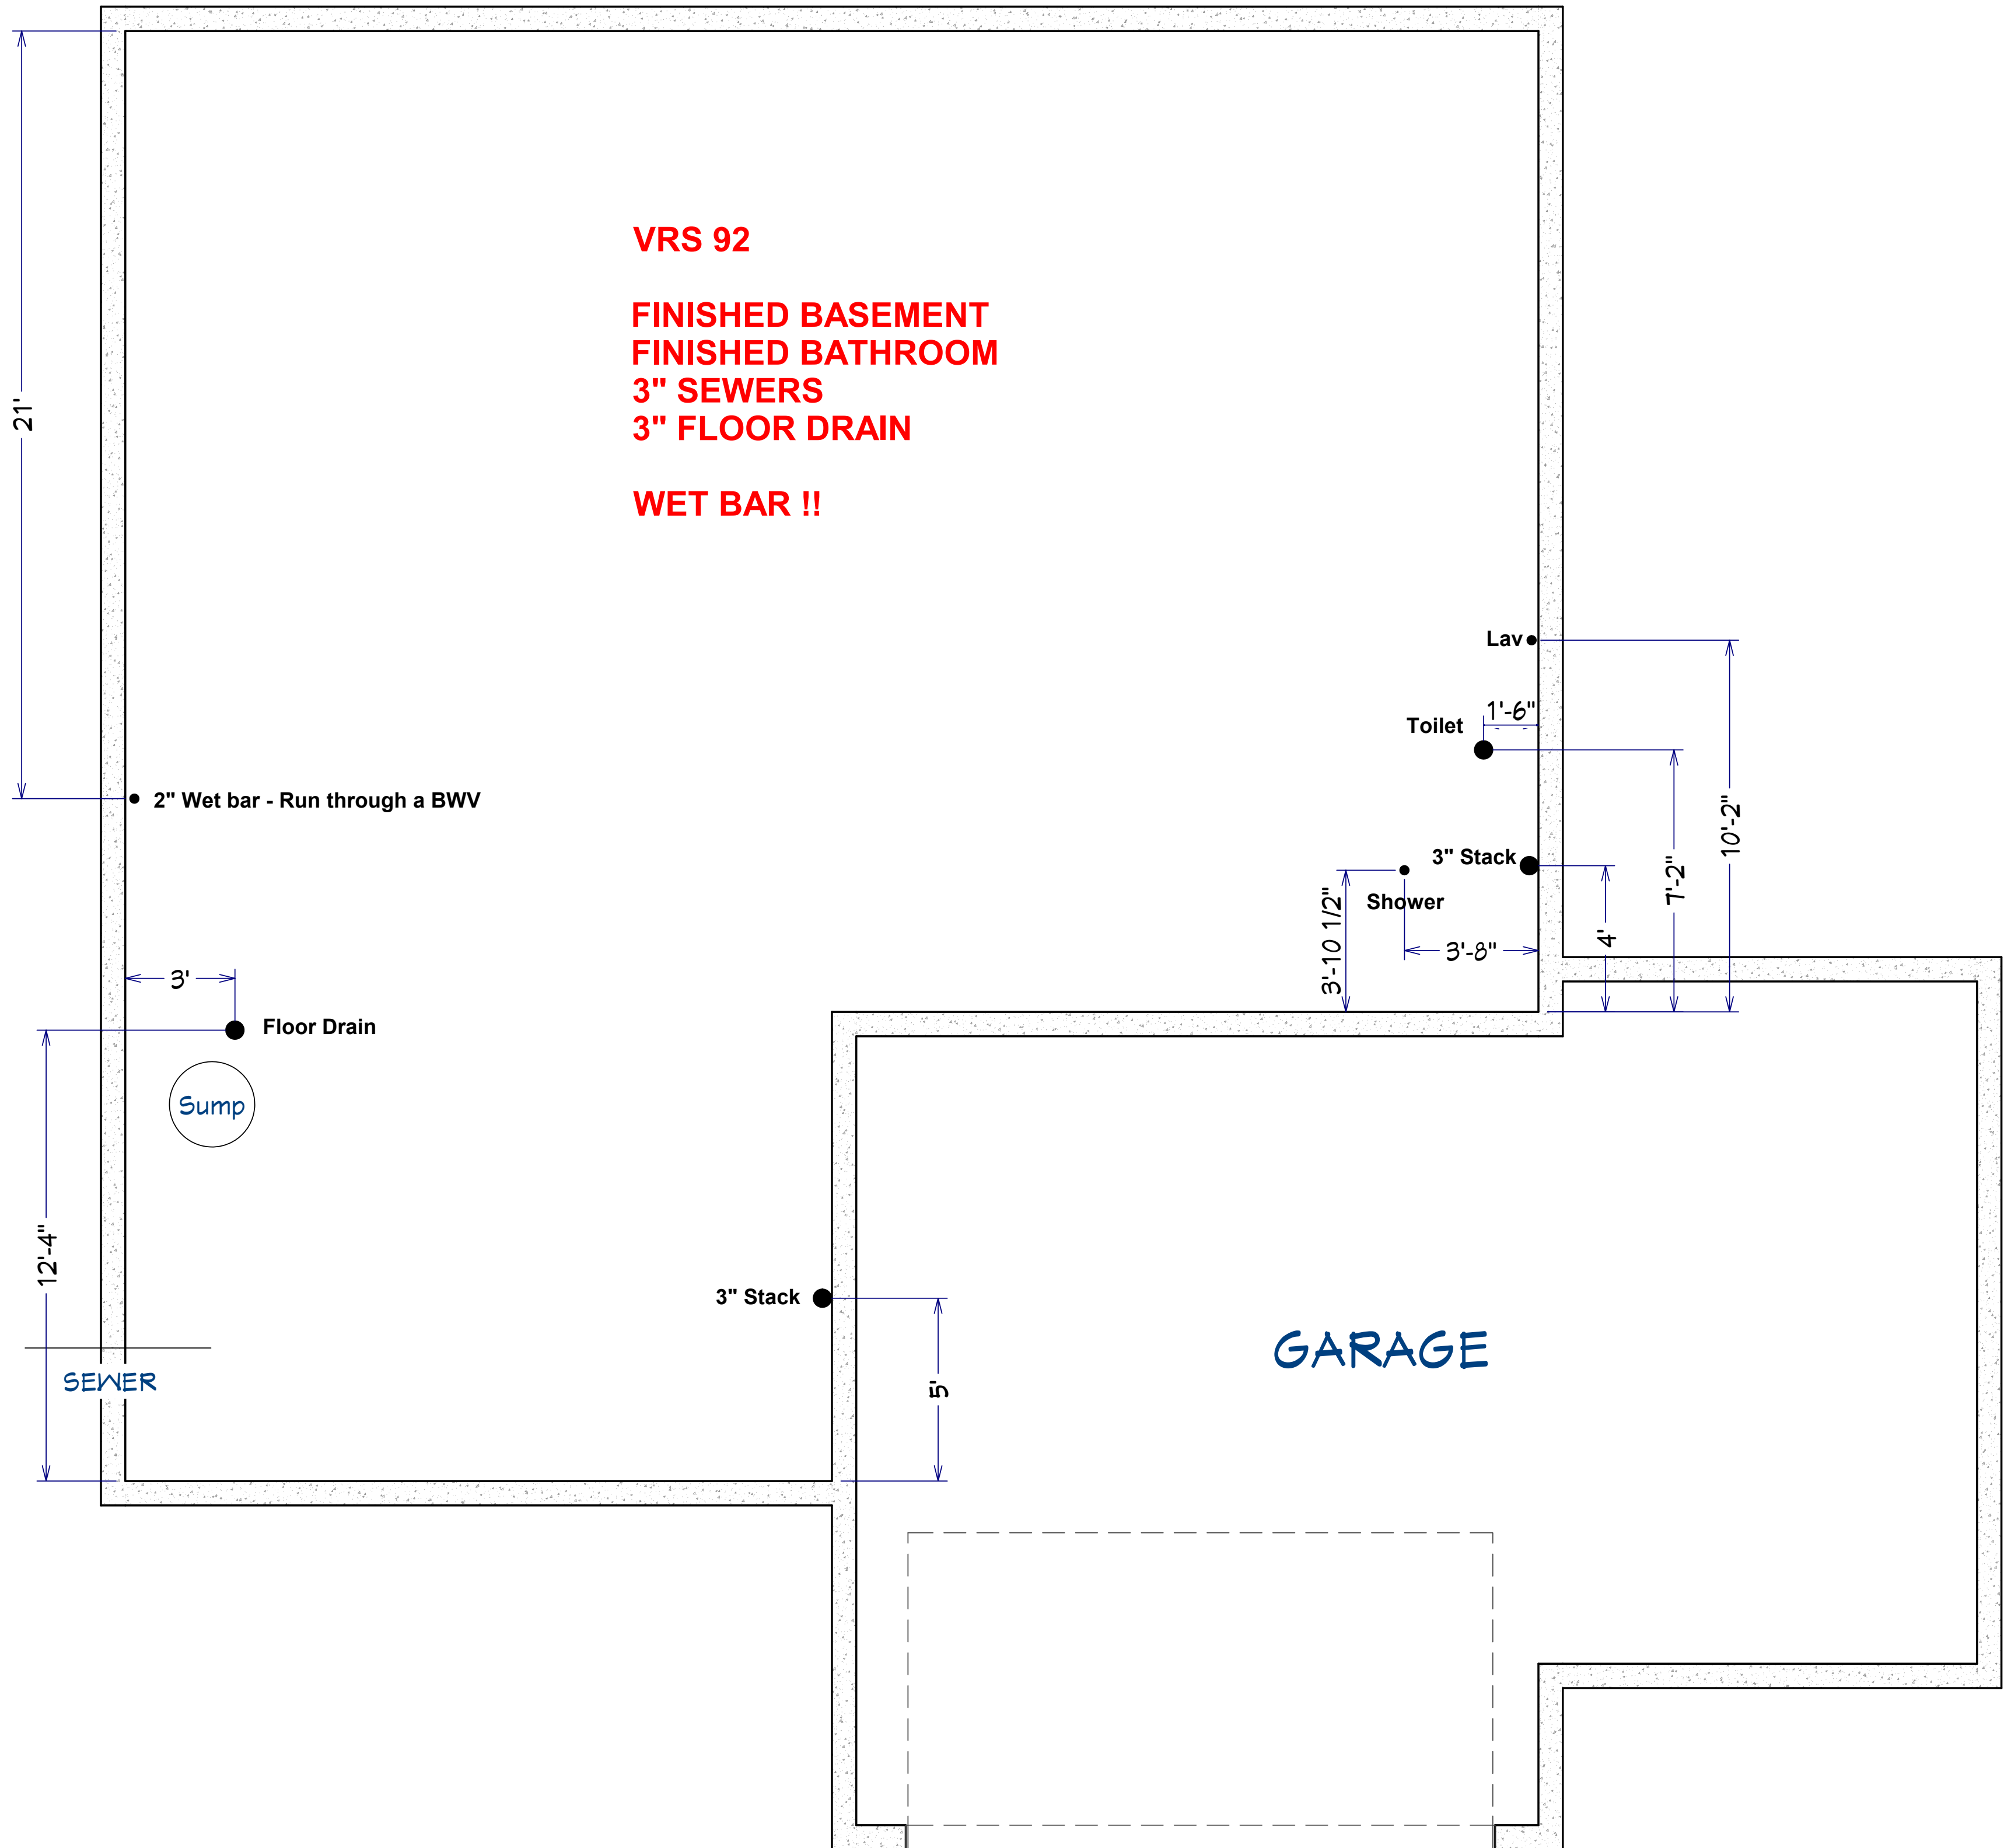 VRS 92
FINISHED BASEMENT
FINISHED BATHROOM
3" SEWERS
3" FLOOR DRAIN
WET BAR !!
21'
Lav
1'-6"
Toilet
2" Wet bar - Run through a BWV
10'-2"
7'-2"
3" Stack
Shower
3'-10 1/2"
3'-8"
4'
3'
Floor Drain
Sump
12'-4"
3" Stack
GARAGE
SEWER
5'